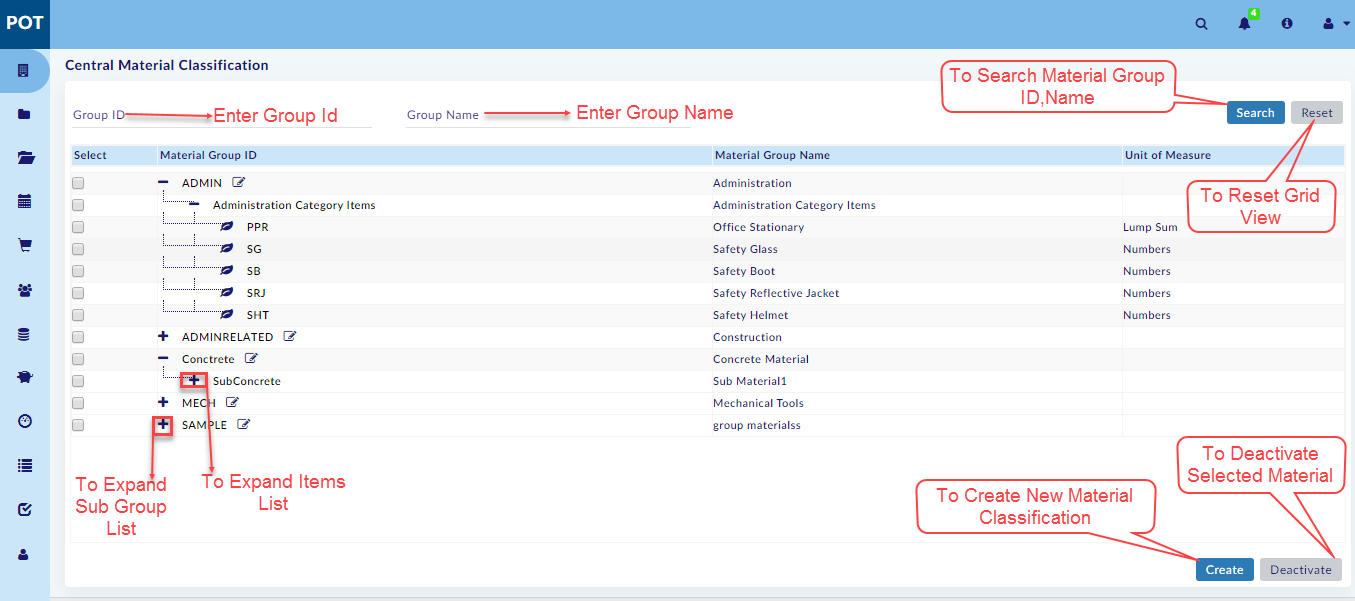 POT
4
Central Material Classification
To Search Material Group
ID,Name
Group ID
Enter Group Id
Group Name
Enter Group Name
Search
Reset
Select
Material Group ID
Material Group Name
Unit of Measure
ADMIN
Administration
To Reset Grid
View
Administration Category Items
Administration Category Items
PPR
Office Stationary
Lump Sum
SG
Safety Glass
Numbers
SB
Safety Boot
Numbers
SRJ
Safety Reflective Jacket
Numbers
SHT
Safety Helmet
Numbers
ADMINRELATED
Construction
Conctrete
Concrete Material
SubConcrete
Sub Material1
MECH
Mechanical Tools
SAMPLE
group materialss
To Expand
Sub Group
List
To Expand Items
List
To Create New Material
Classification
To Deactivate
Selected Material
Create
Deactivate